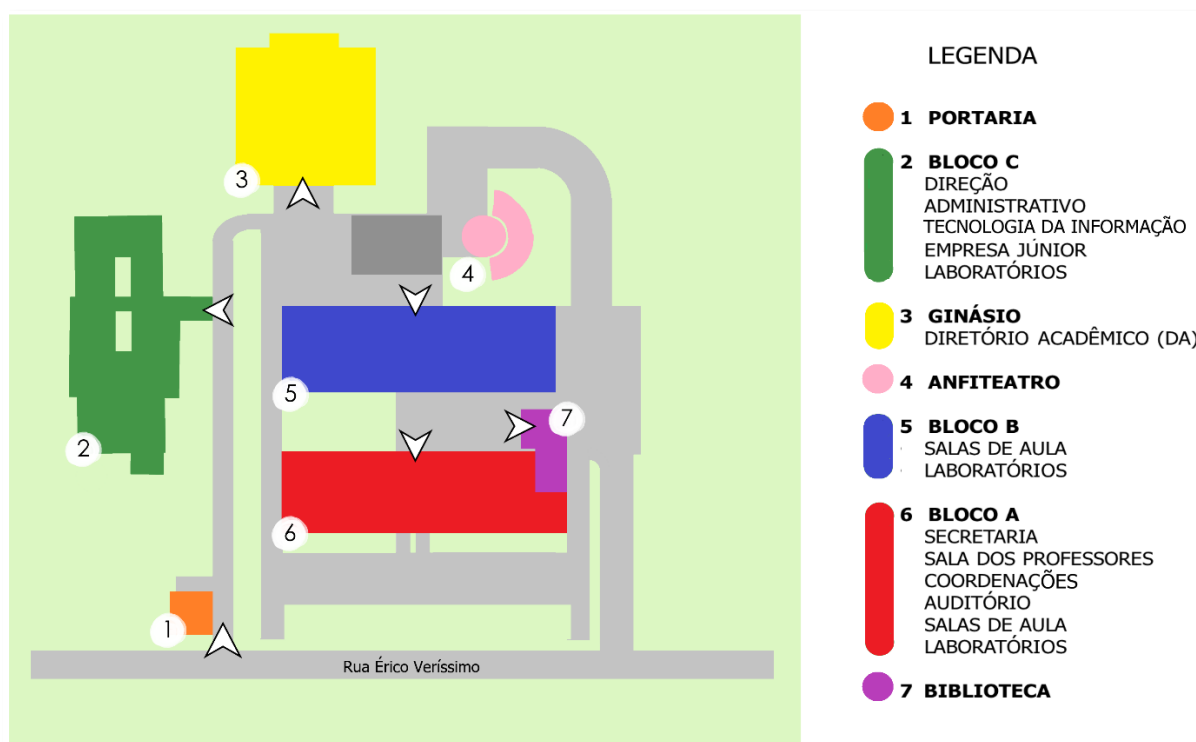 3
4
5
7
2
6
1
Rua Érico Veríssimo
LEGENDA
1 PORTARIA
2 BLOCO C
DIREÇÃO
ADMINISTRATIVO
TECNOLOGIA DA INFORMAÇÃO
EMPRESA JÚNIOR
LABORATÓRIOS
3 GINÁSIO
DIRETÓRIO ACADÊMICO (DA)
4 ANFITEATRO
5 BLOCO B
SALAS DE AULA
LABORATÓRIOS
6 BLOCO A
SECRETARIA
SALA DOS PROFESSORES
COORDENAÇÕES
AUDITÓRIO
SALAS DE AULA
LABORATÓRIOS
7 BIBLIOTECA